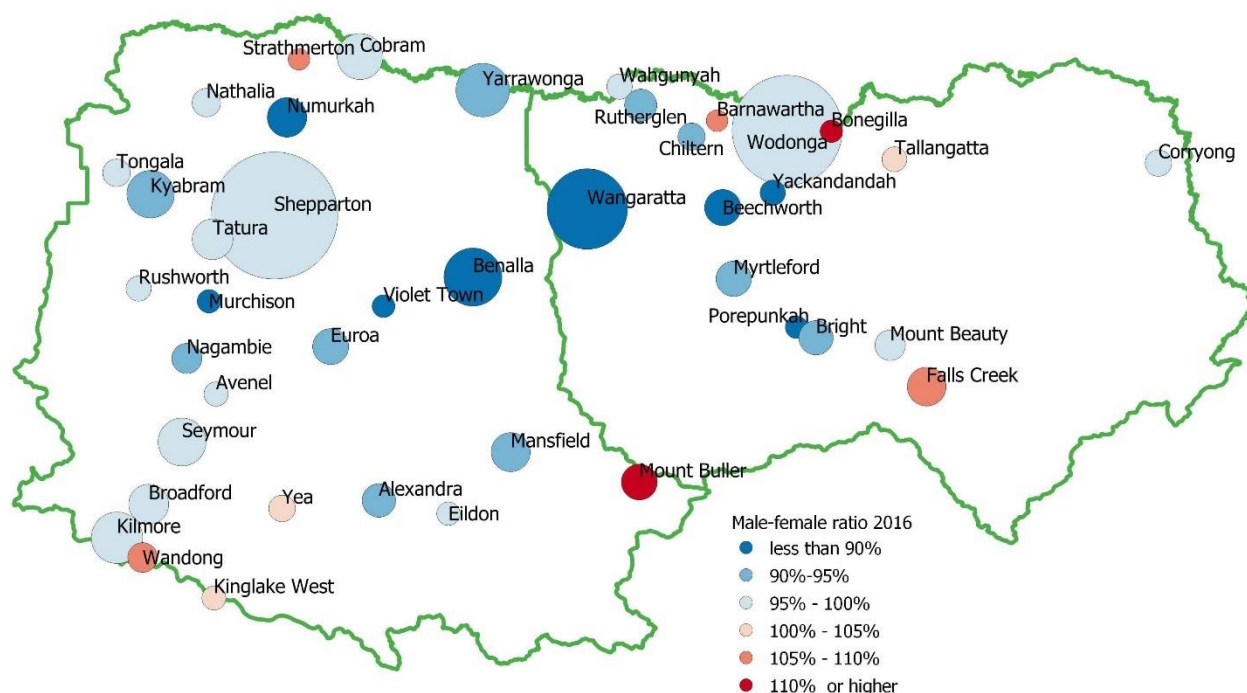 Strathmerton
Cobram
Nathalia
Numurkah
Yarrawonga
Wahgunyah
Rutherglen
Barnawartha
Chiltern
Wodonga
Bonegilla
Tallangatta
Corryong
Tongala
Kyabram
Shepparton
Tatura
Wangaratta
Yackandandah
Beechworth
Rushworth
Murchison
Violet Town
Benalla
Myrtleford
Nagambie
Euroa
Porepunkah
Bright
Mount Beauty
Avenel
Falls Creek
Seymour
Mansfield
Mount Buller
Broadford
Yea
Alexandra
Eildon
Kilmore
Wandong
Kinglake West
Male-female ratio 2016
less than 90%
90%-95%
95% - 100%
100% - 105%
105% - 110%
110% or higher